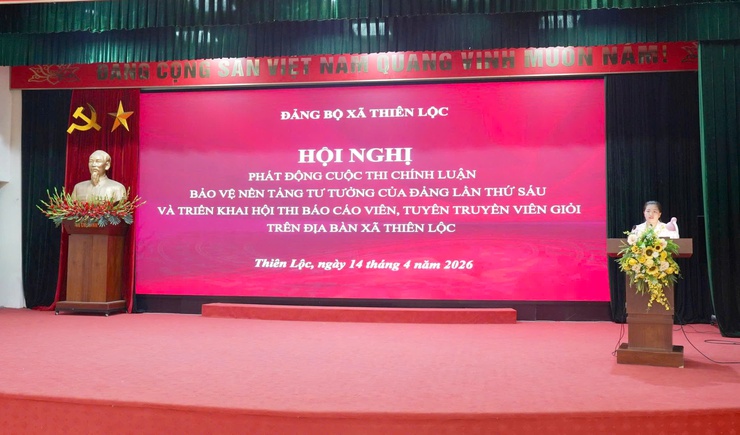 ĐẢNG CỘNG SẢN VIỆT NAM QUANG VINH MUÔN NĂM!
ĐẢNG BỘ XÃ THIÊN LỘC
HỘI NGHỊ
PHÁT ĐỘNG CUỘC THI CHÍNH LUẬN
BẢO VỆ NỀN TẢNG TƯ TƯỞNG CỦA ĐẢNG LẦN THỨ SÁU
VÀ TRIỂN KHAI HỘI THI BÁO CÁO VIÊN, TUYÊN TRUYỀN VIÊN GIỎI
TRÊN ĐỊA BÀN XÃ THIÊN LỘC
Thiên Lộc, ngày 14 tháng 4 năm 2026